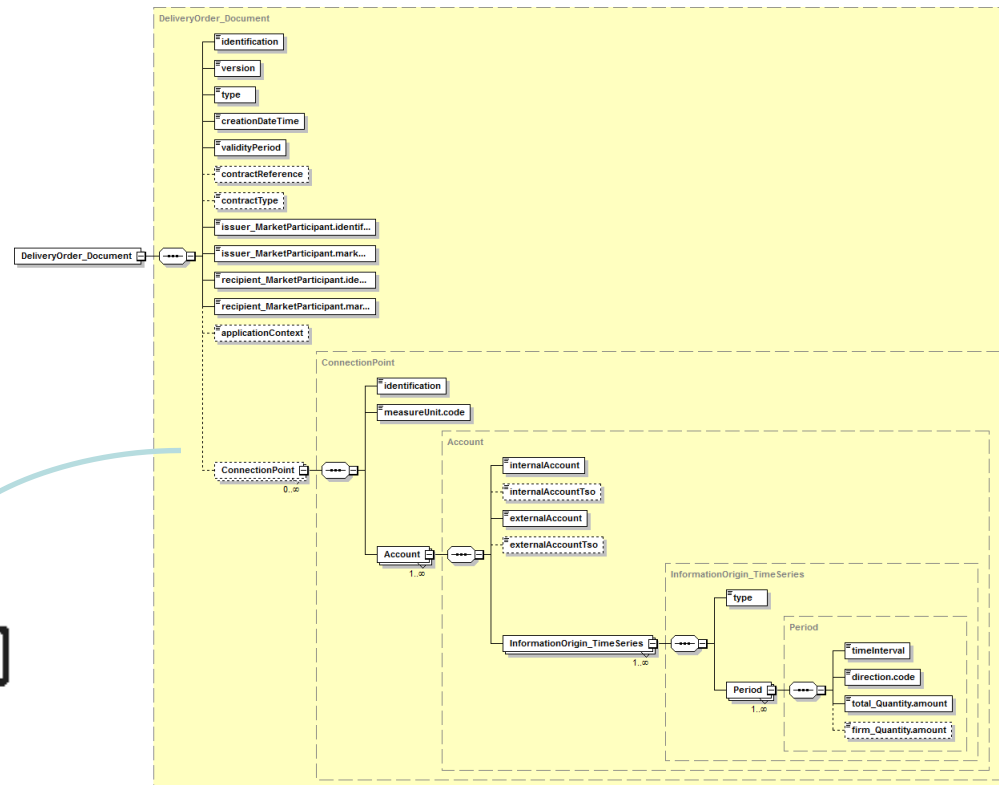 DeliveryOrder_Document
identification
version
type
creationDateTime
validityPeriod
contractReference
contractType
issuer_MarketParticipant.identif...
issuer_MarketParticipant.mark...
DeliveryOrder_Document
recipient_MarketParticipant.ide...
recipient_MarketParticipant.mar...
applicationContext
ConnectionPoint
identification
measureUnit.code
Account
ConnectionPoint
0..∞
internalAccount
internalAccountTso
externalAccount
externalAccountTso
Account
1..∞
InformationOrigin_TimeSeries
type
Period
InformationOrigin_TimeSeries
1..∞
timeInterval
direction.code
Period
1..∞
total_Quantity.amount
firm_Quantity.amount